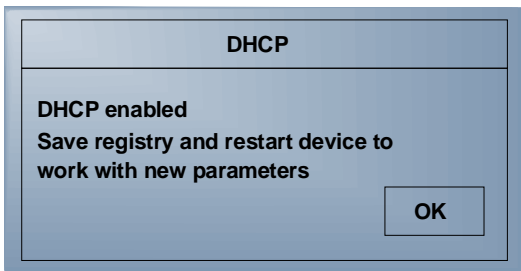 DHCP
DHCP enabled
Save registry and restart device to
work with new parameters
OK